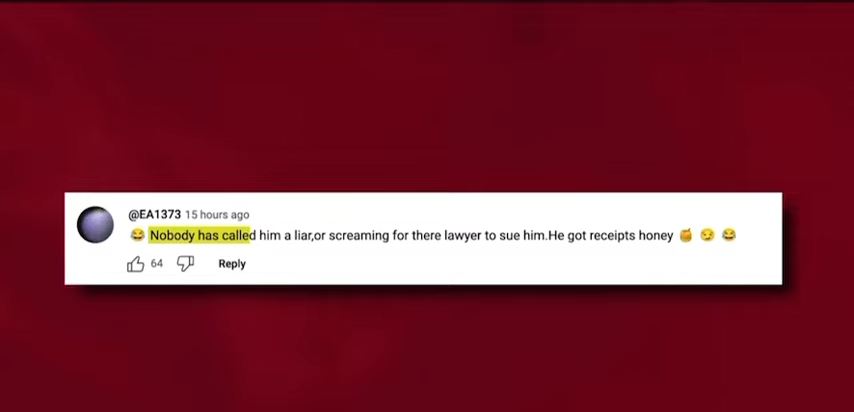 @EA1373 15 hours ago
😂 Nobody has called him a liar,or screaming for there lawyer to sue him.He got receipts honey 🍯 😏 😂
64 Reply